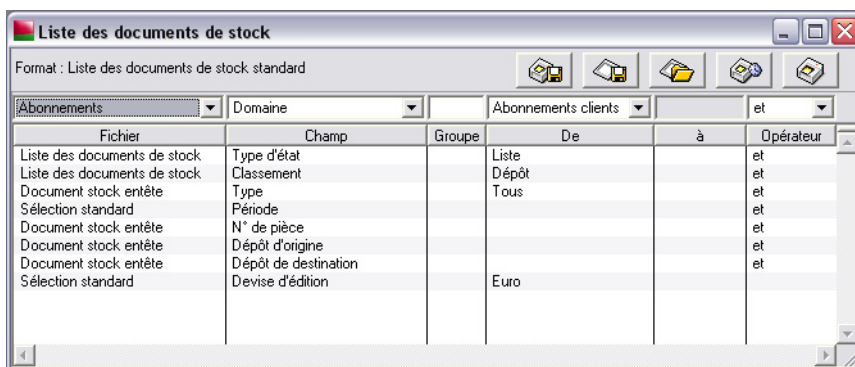 Liste des documents de stock
Format : Liste des documents de stock standard
Abonnements Domaine Abonnements clients et
Fichier Champ Groupe De à Opérateur
Liste des documents de stock Type d'état Liste et
Liste des documents de stock Classement Dépôt et
Document stock entête Type Tous et
Sélection standard Période et
Document stock entête N° de pièce et
Document stock entête Dépôt d'origine et
Document stock entête Dépôt de destination et
Sélection standard Devise d'édition Euro